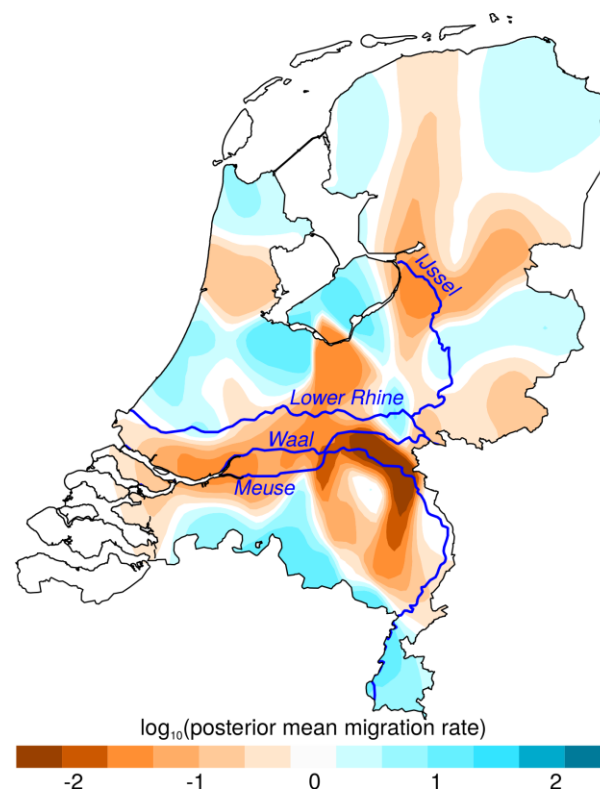 IJssel
Lower Rhine
Waal
Meuse
log₁₀(posterior mean migration rate)
-2 -1 0 1 2